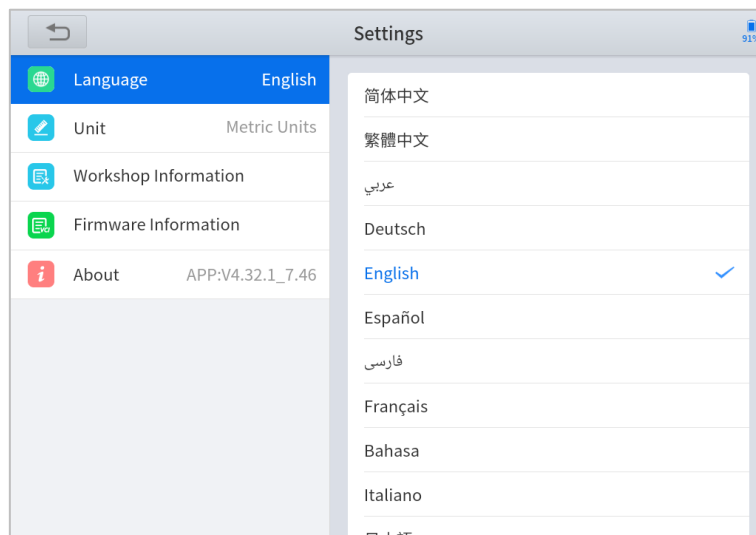 Settings
91%
Language English
Unit Metric Units
Workshop Information
Firmware Information
About APP:V4.32.1_7.46
简体中文
繁體中文
عربي
Deutsch
English
Español
فارسی
Français
Bahasa
Italiano